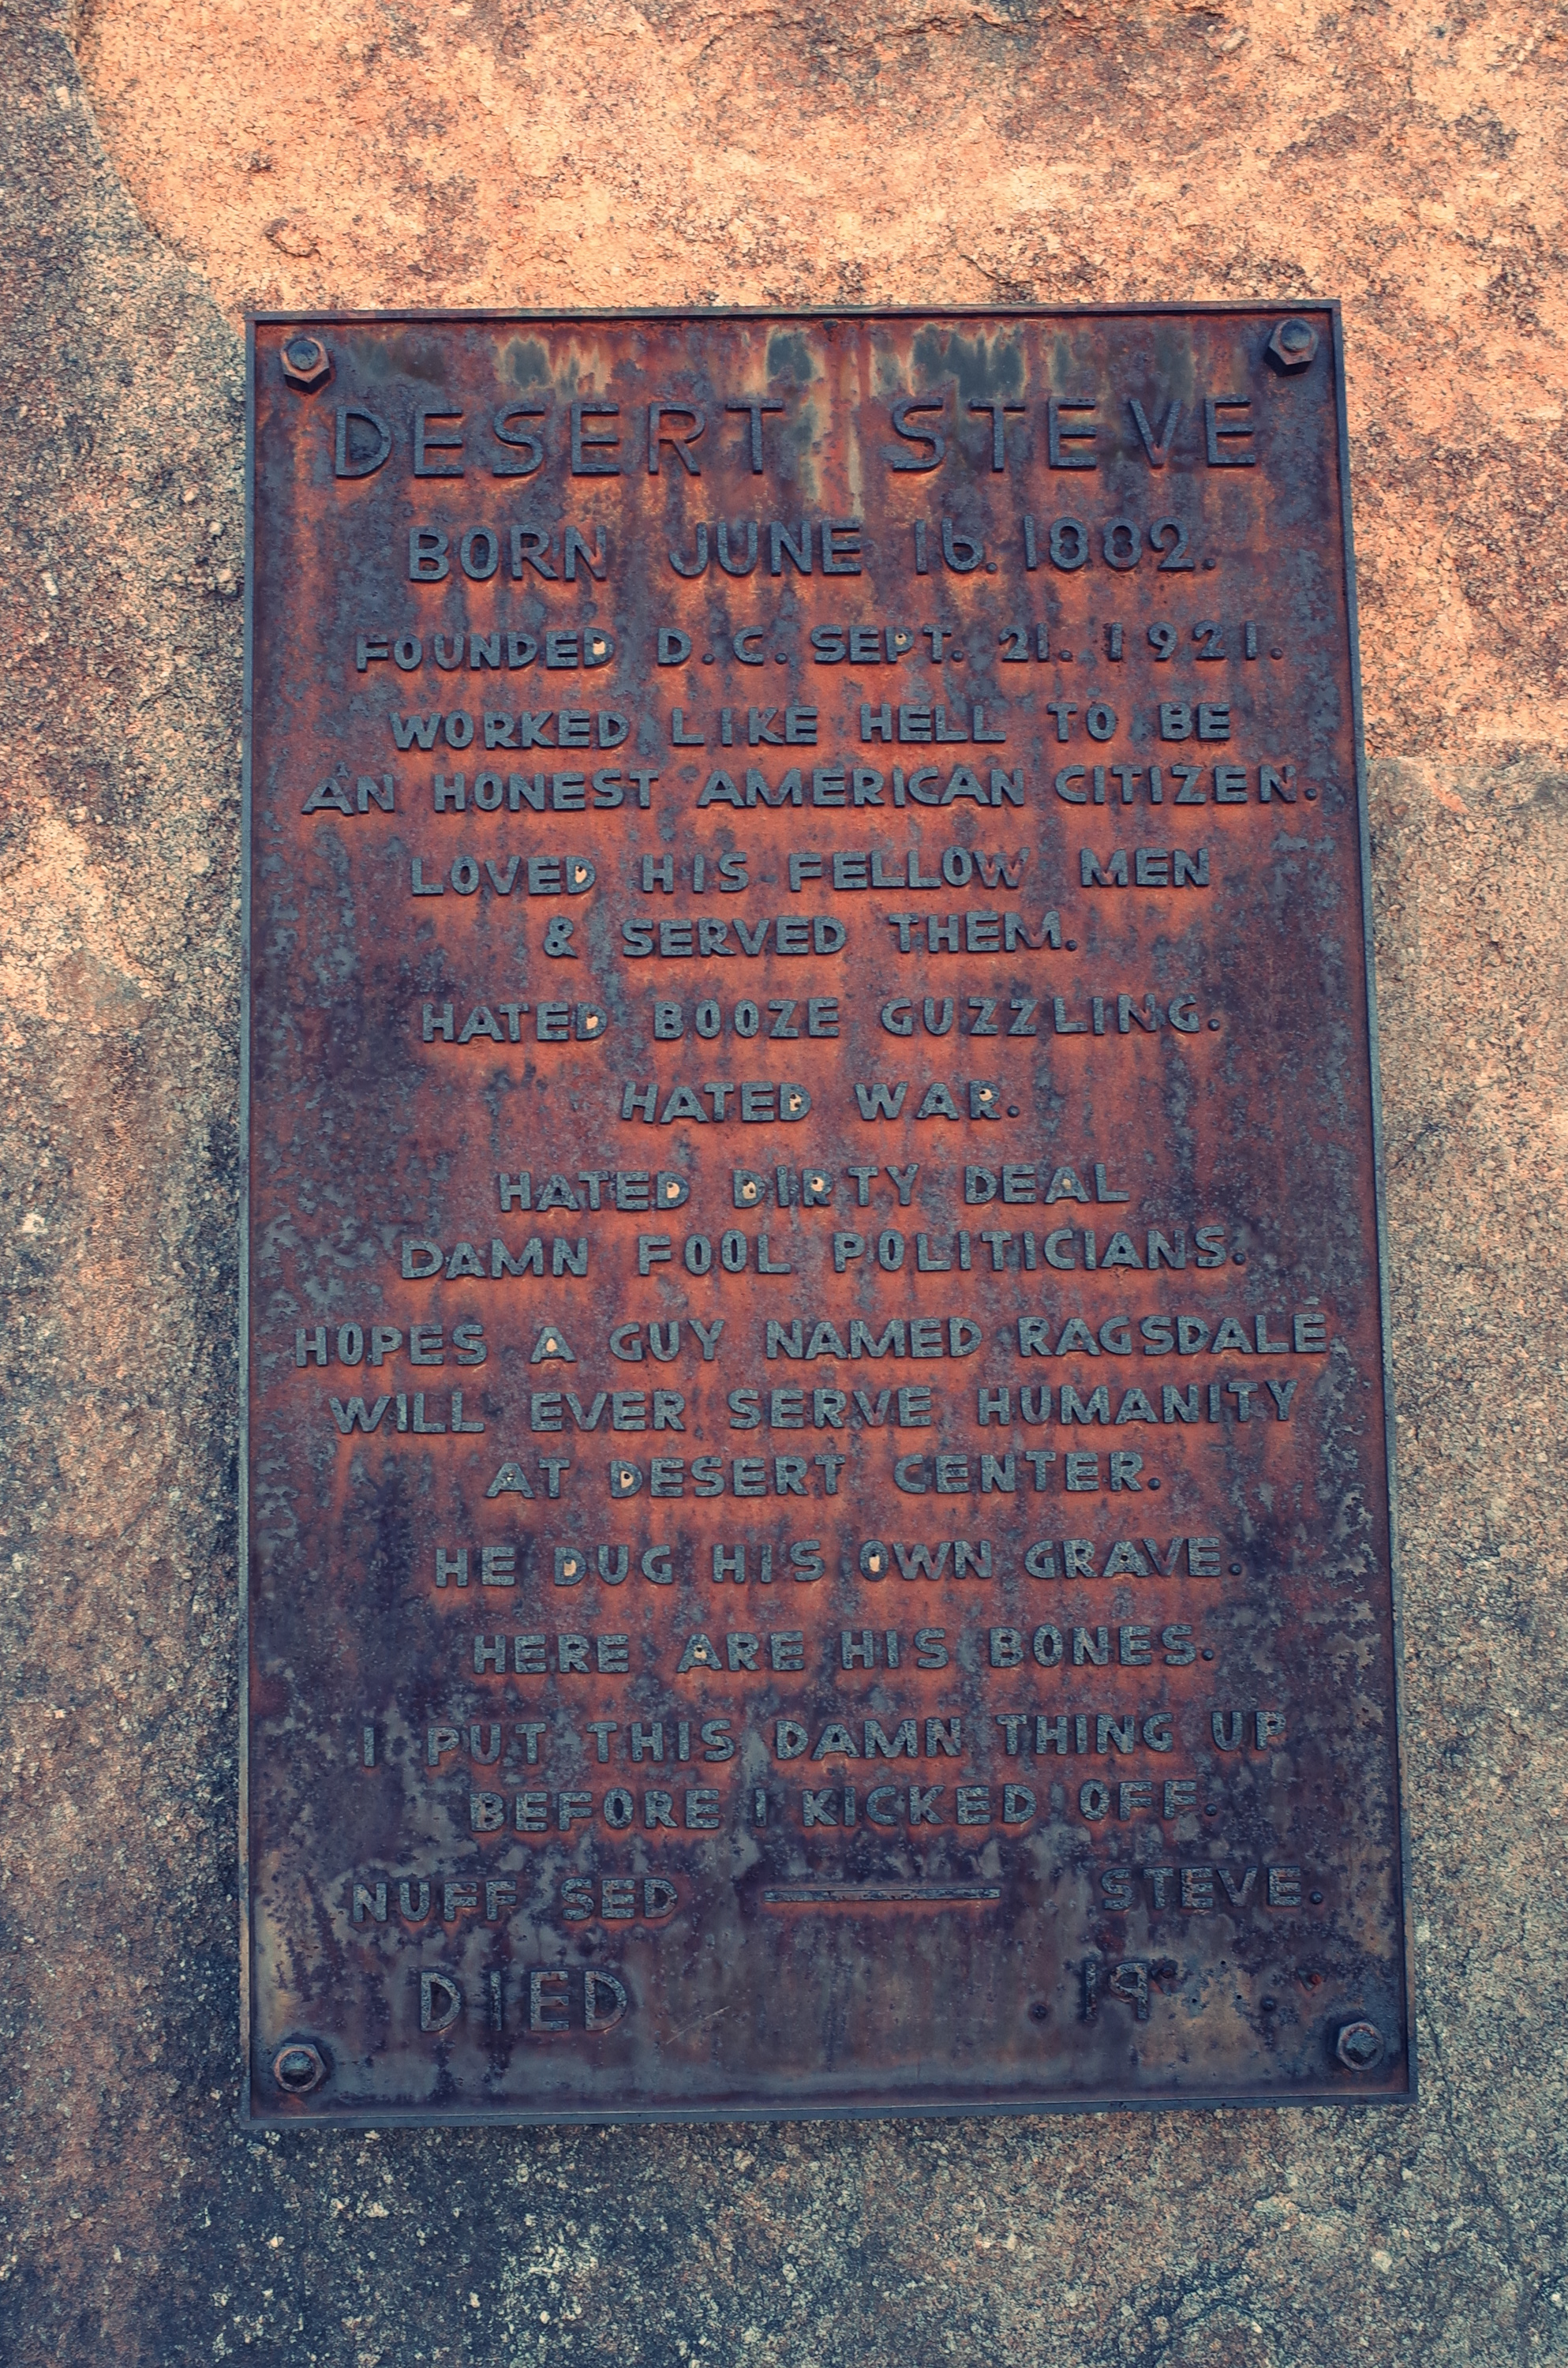 DESERT STEVE
BORN JUNE 16. 1882.
FOUNDED D.C. SEPT. 21. 1921.
WORKED LIKE HELL TO BE
AN HONEST AMERICAN CITIZEN.
LOVED HIS FELLOW MEN
& SERVED THEM.
HATED BOOZE GUZZLING.
HATED WAR.
HATED DIRTY DEAL
DAMN FOOL POLITICIANS.
HOPES A GUY NAMED RAGSDALE
WILL EVER SERVE HUMANITY
AT DESERT CENTER.
HE DUG HIS OWN GRAVE.
HERE ARE HIS BONES.
I PUT THIS DAMN THING UP
BEFORE I KICKED OFF.
NUFF SED — STEVE.
DIED 19